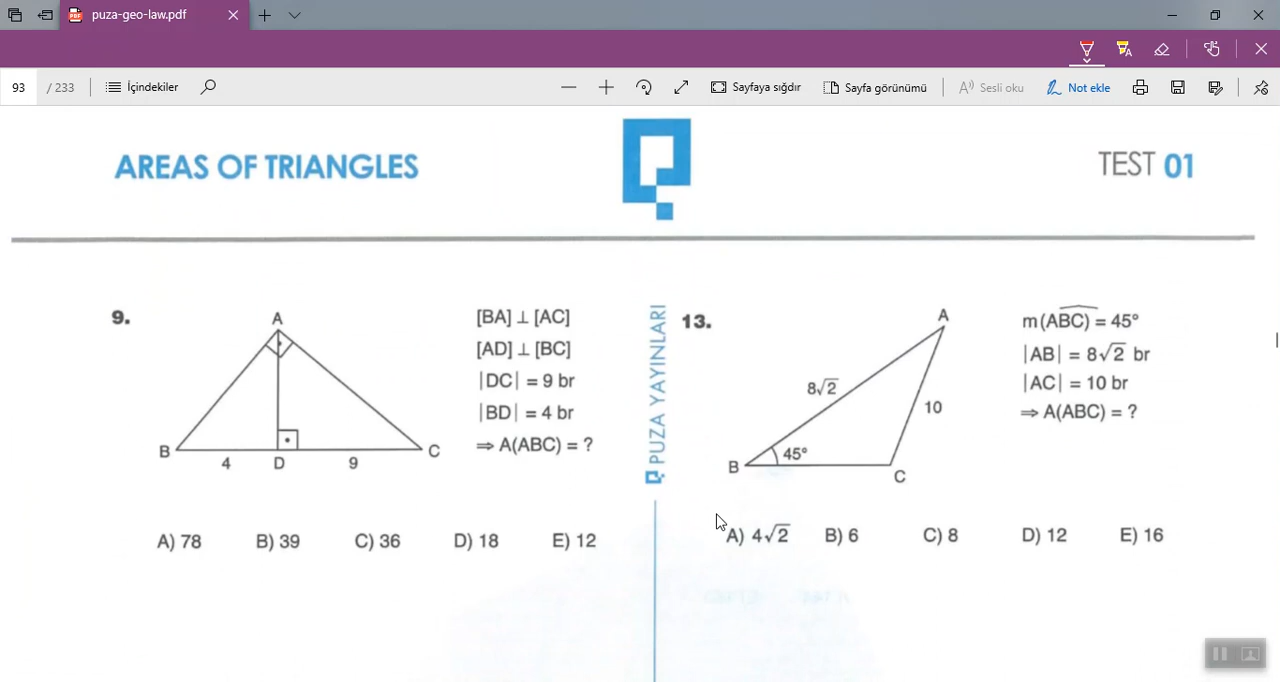 puza-geo-law.pdf
93 / 233 İçindekiler Sayfaya sığdır Sayfa görünümü Sesli oku Not ekle
AREAS OF TRIANGLES
TEST 01
9.
A
B
C
D
4
9
[BA] ⊥ [AC]
[AD] ⊥ [BC]
|DC| = 9 br
|BD| = 4 br
⇒ A(ABC) = ?
A) 78 B) 39 C) 36 D) 18 E) 12
PUZA YAYINLARI
13.
A
8√2
10
B
45°
C
m(ABC) = 45°
|AB| = 8√2 br
|AC| = 10 br
⇒ A(ABC) = ?
A) 4√2 B) 6 C) 8 D) 12 E) 16